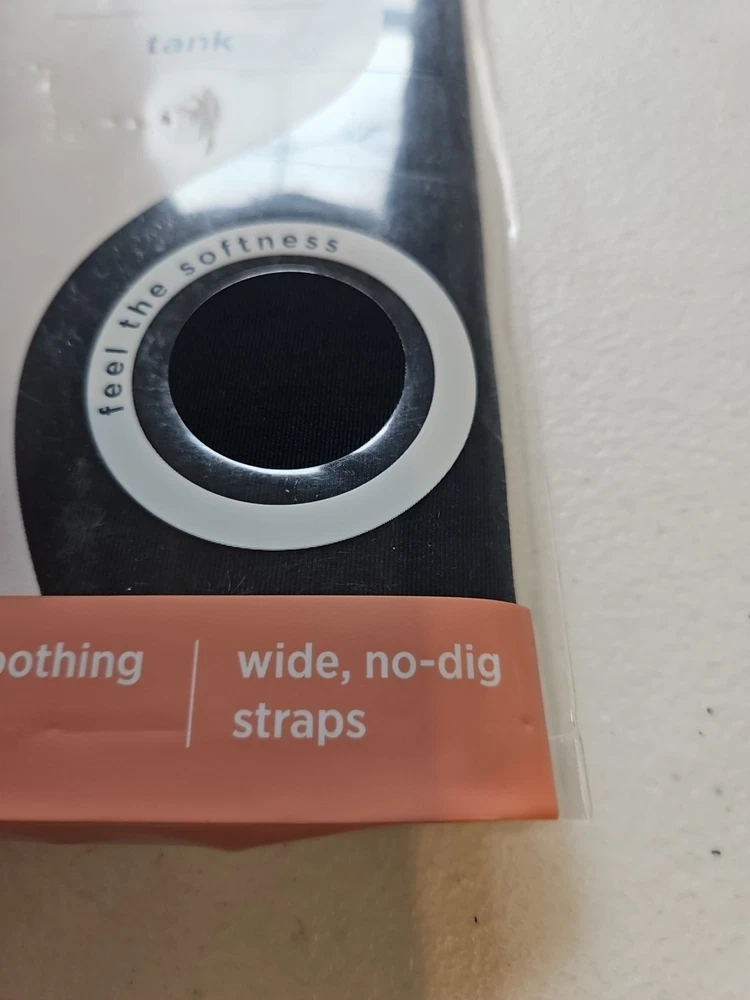 tank
feel the softness
oothing
wide, no-dig
straps